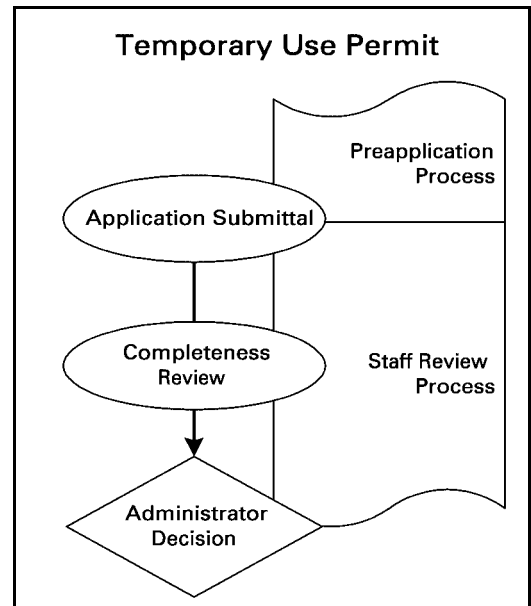 Temporary Use Permit
Preapplication
Process
Application Submittal
Completeness
Review
Staff Review
Process
Administrator
Decision